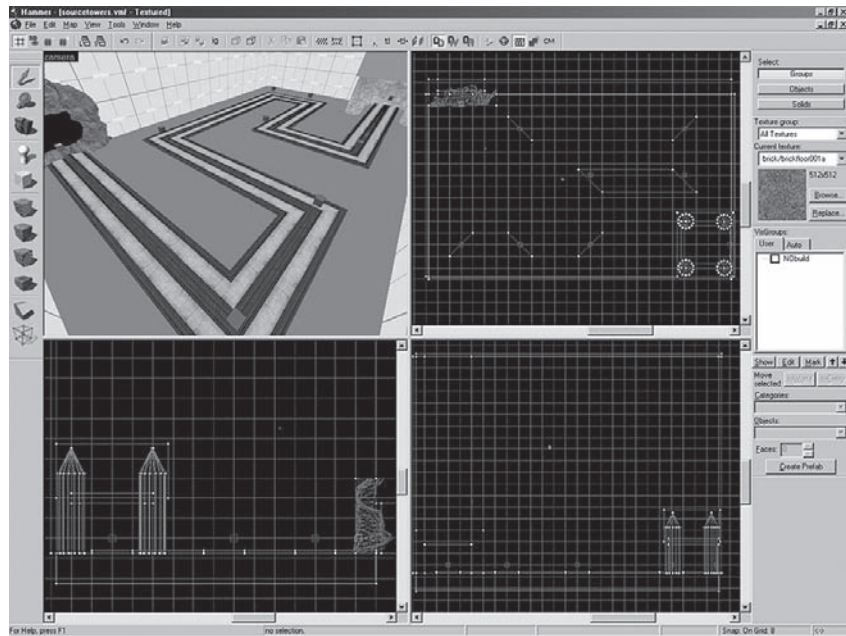 Hammer - [sourcetowers.vmf - Textured]
File Edit Map View Tools Window Help
camera
Select:
Groups
Objects
Solids
Texture group:
All Textures
Current texture:
brick/brickfloor001a
512x512
Browse...
Replace...
VisGroups:
User Auto
NObuild
Show Edit Mark
Move
selected
Categories:
Objects:
Faces: 0
Create Prefab
For Help, press F1
no selection.
Snap: On Grid: 8